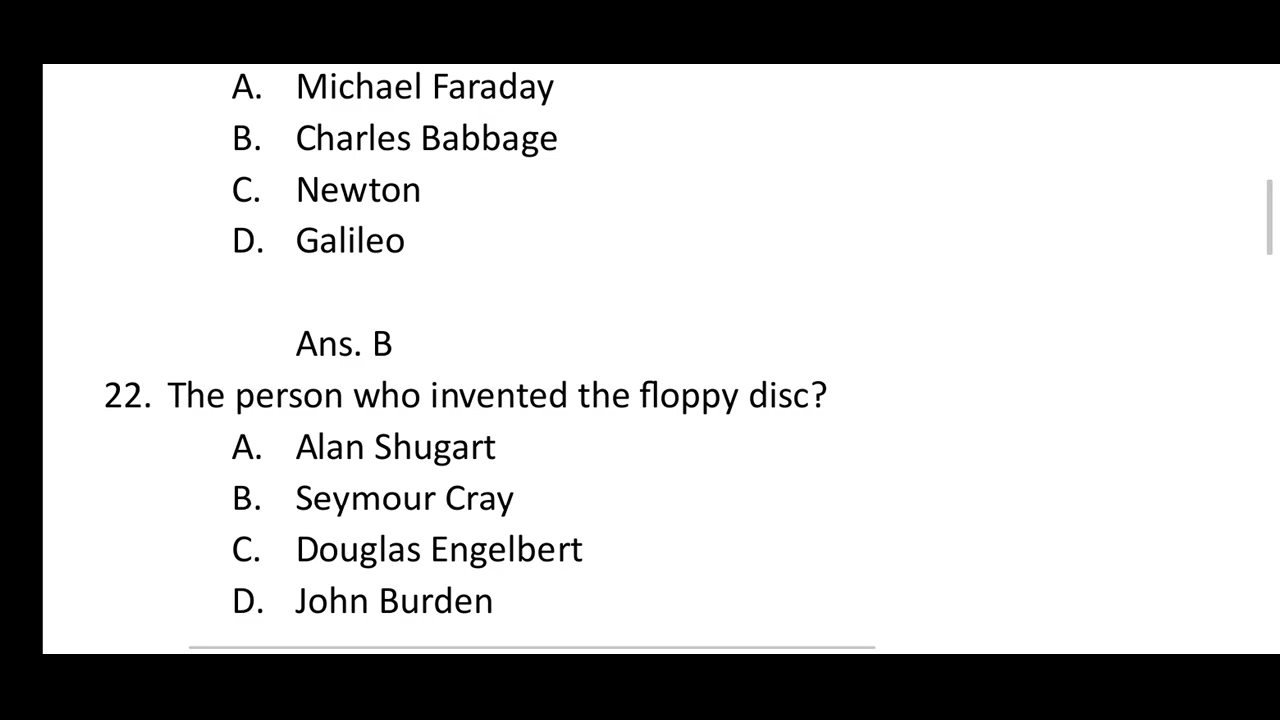 A. Michael Faraday
B. Charles Babbage
C. Newton
D. Galileo
Ans. B
22. The person who invented the floppy disc?
A. Alan Shugart
B. Seymour Cray
C. Douglas Engelbert
D. John Burden